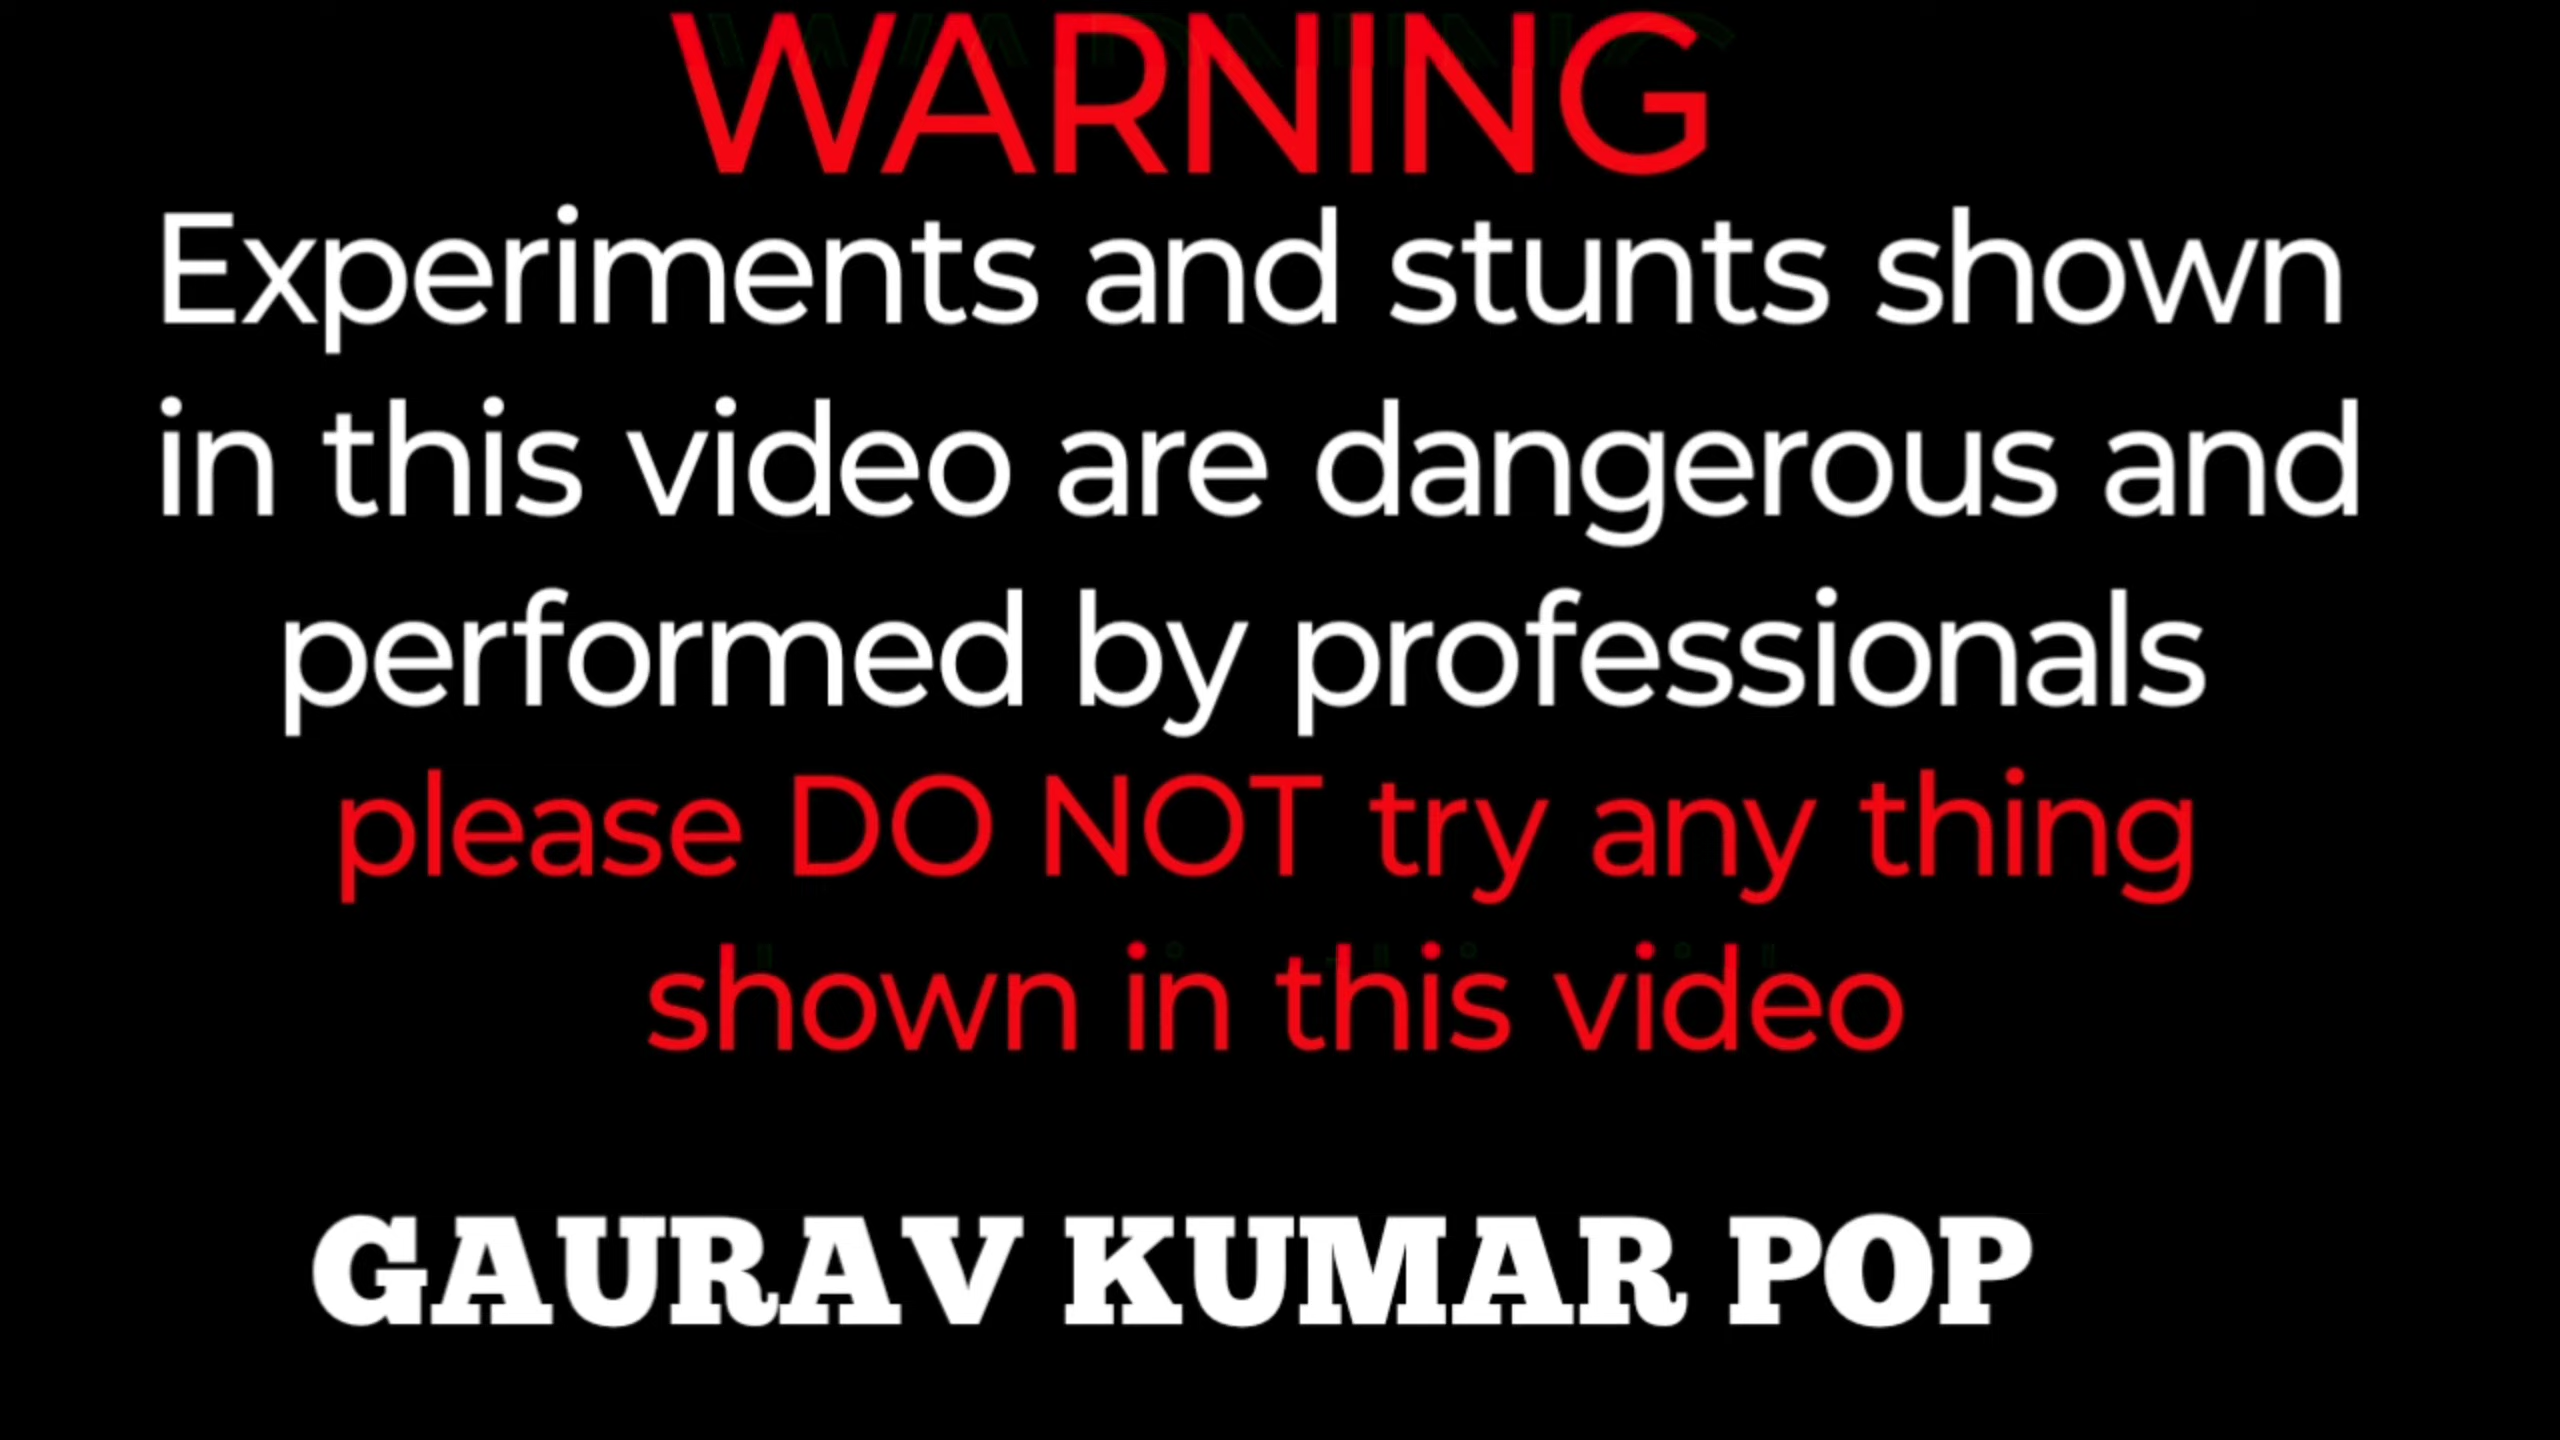 WARNING
Experiments and stunts shown
in this video are dangerous and
performed by professionals
please DO NOT try any thing
shown in this video
GAURAV KUMAR POP